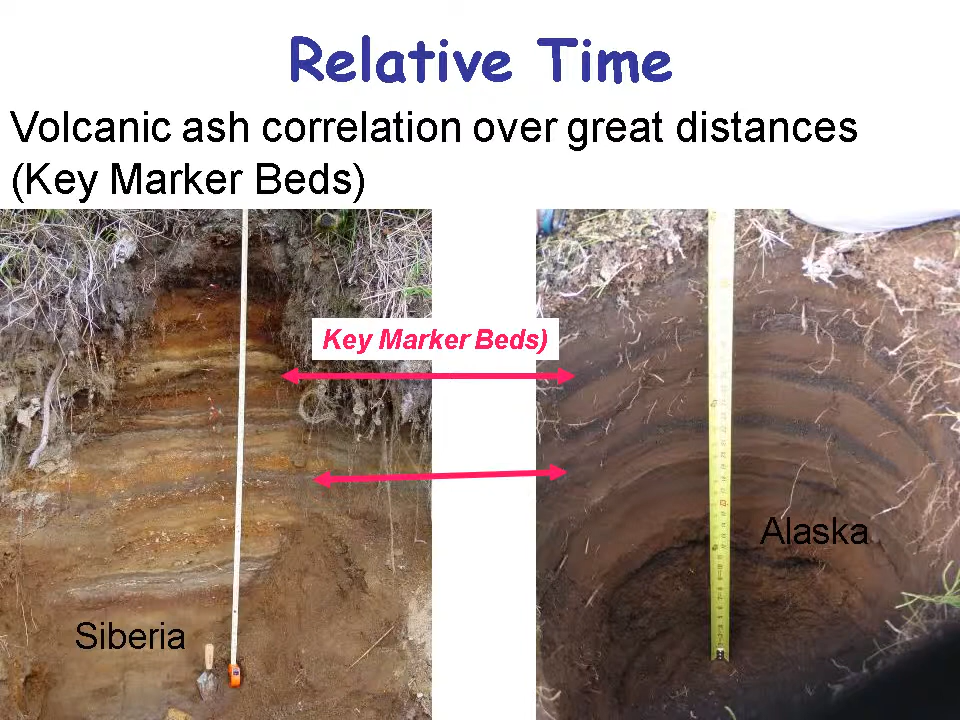 Relative Time
Volcanic ash correlation over great distances
(Key Marker Beds)
Key Marker Beds)
Alaska
Siberia